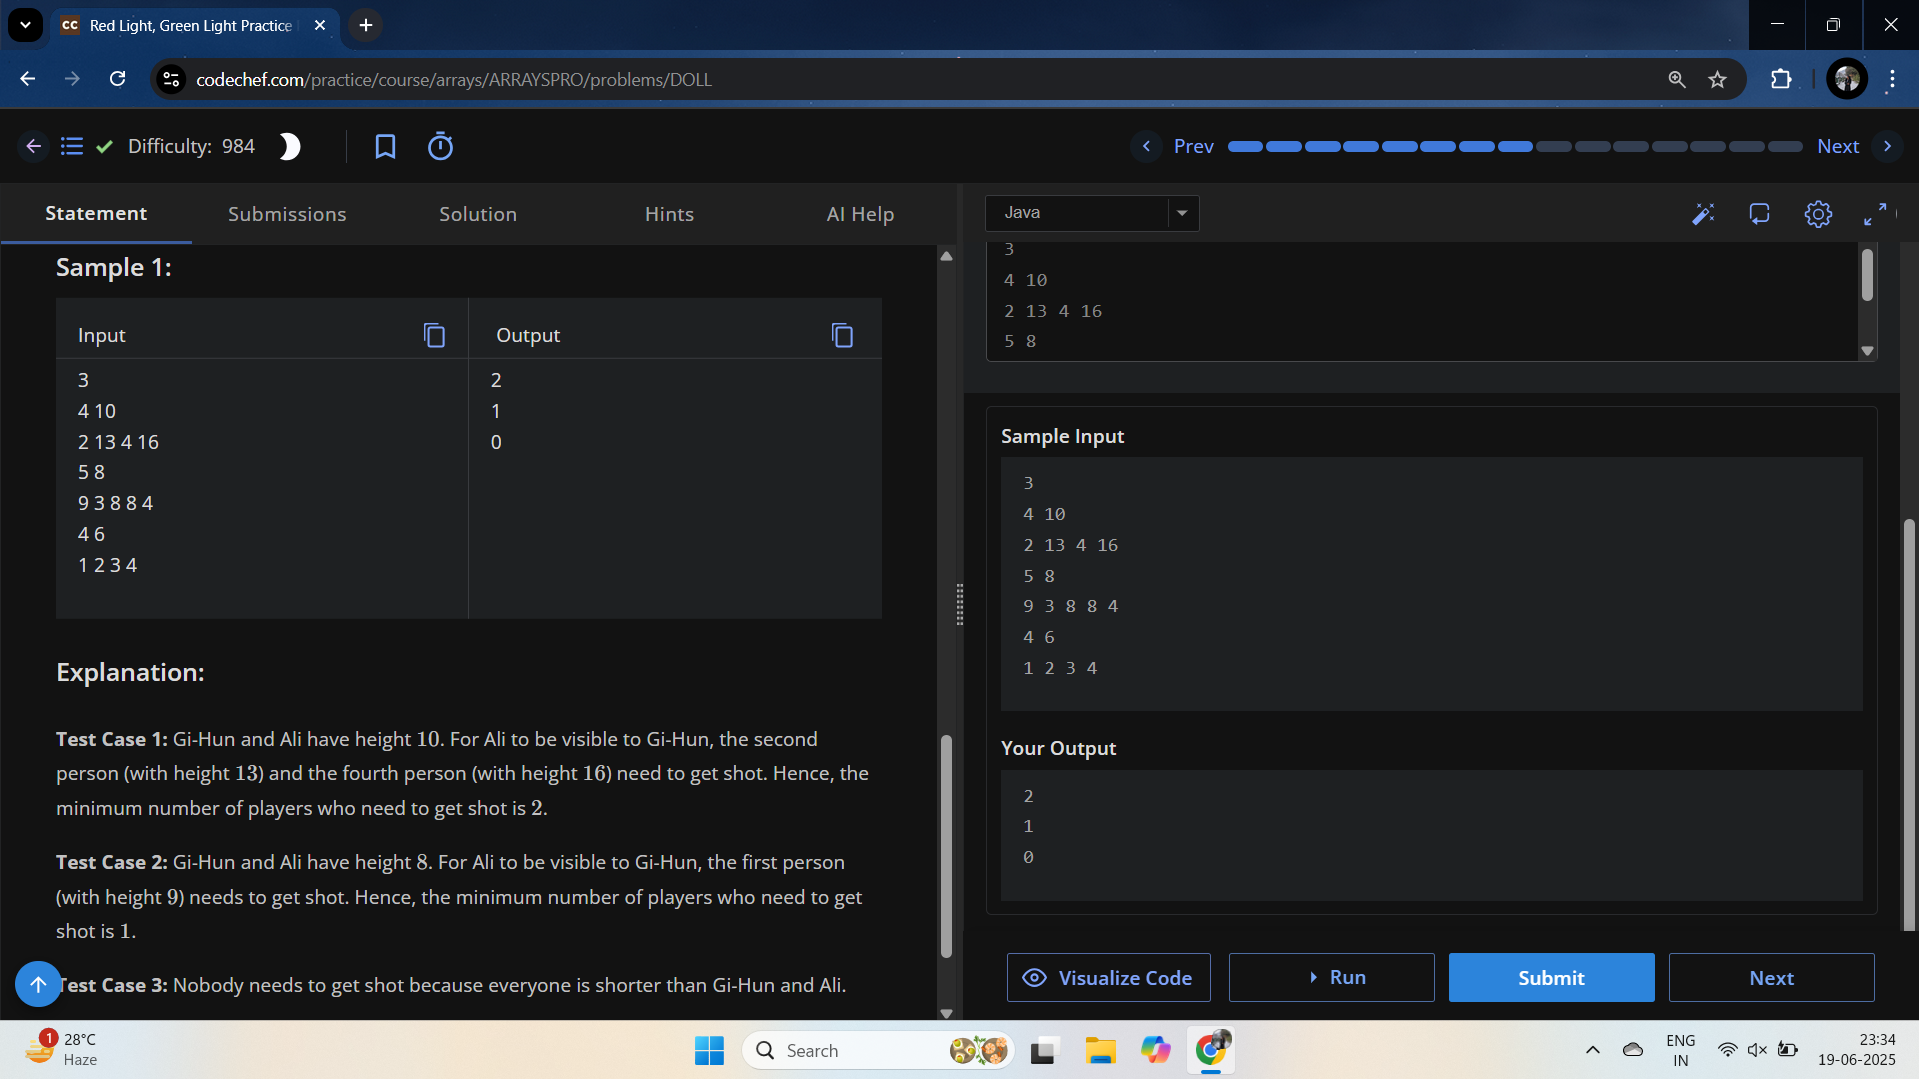 CC Red Light, Green Light Practice
codechef.com/practice/course/arrays/ARRAYSPRO/problems/DOLL
Difficulty: 984
Prev
Next
Statement
Submissions
Solution
Hints
AI Help
Sample 1:
Input
Output
3
4 10
2 13 4 16
5 8
9 3 8 8 4
4 6
1 2 3 4
2
1
0
Explanation:
Test Case 1: Gi-Hun and Ali have height 10. For Ali to be visible to Gi-Hun, the second
person (with height 13) and the fourth person (with height 16) need to get shot. Hence, the
minimum number of players who need to get shot is 2.
Test Case 2: Gi-Hun and Ali have height 8. For Ali to be visible to Gi-Hun, the first person
(with height 9) needs to get shot. Hence, the minimum number of players who need to get
shot is 1.
Test Case 3: Nobody needs to get shot because everyone is shorter than Gi-Hun and Ali.
Java
3
4 10
2 13 4 16
5 8
Sample Input
3
4 10
2 13 4 16
5 8
9 3 8 8 4
4 6
1 2 3 4
Your Output
2
1
0
Visualize Code
Run
Submit
Next
1
28°C
Haze
Search
ENG
IN
23:34
19-06-2025